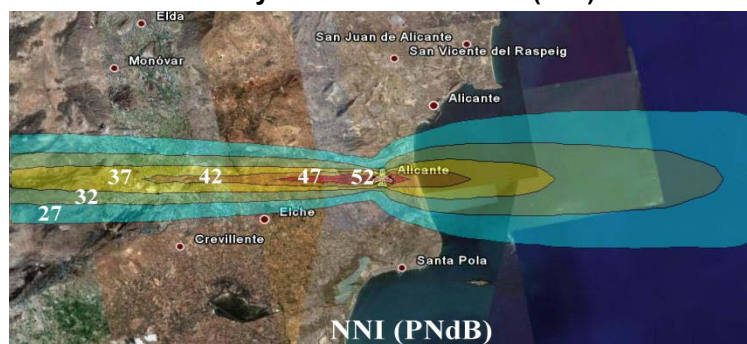 Elda
San Juan de Alicante
San Vicente del Raspeig
Monóvar
Alicante
Alicante
37
42
47
52
32
27
Elche
Crevillente
Santa Pola
NNI (PNdB)